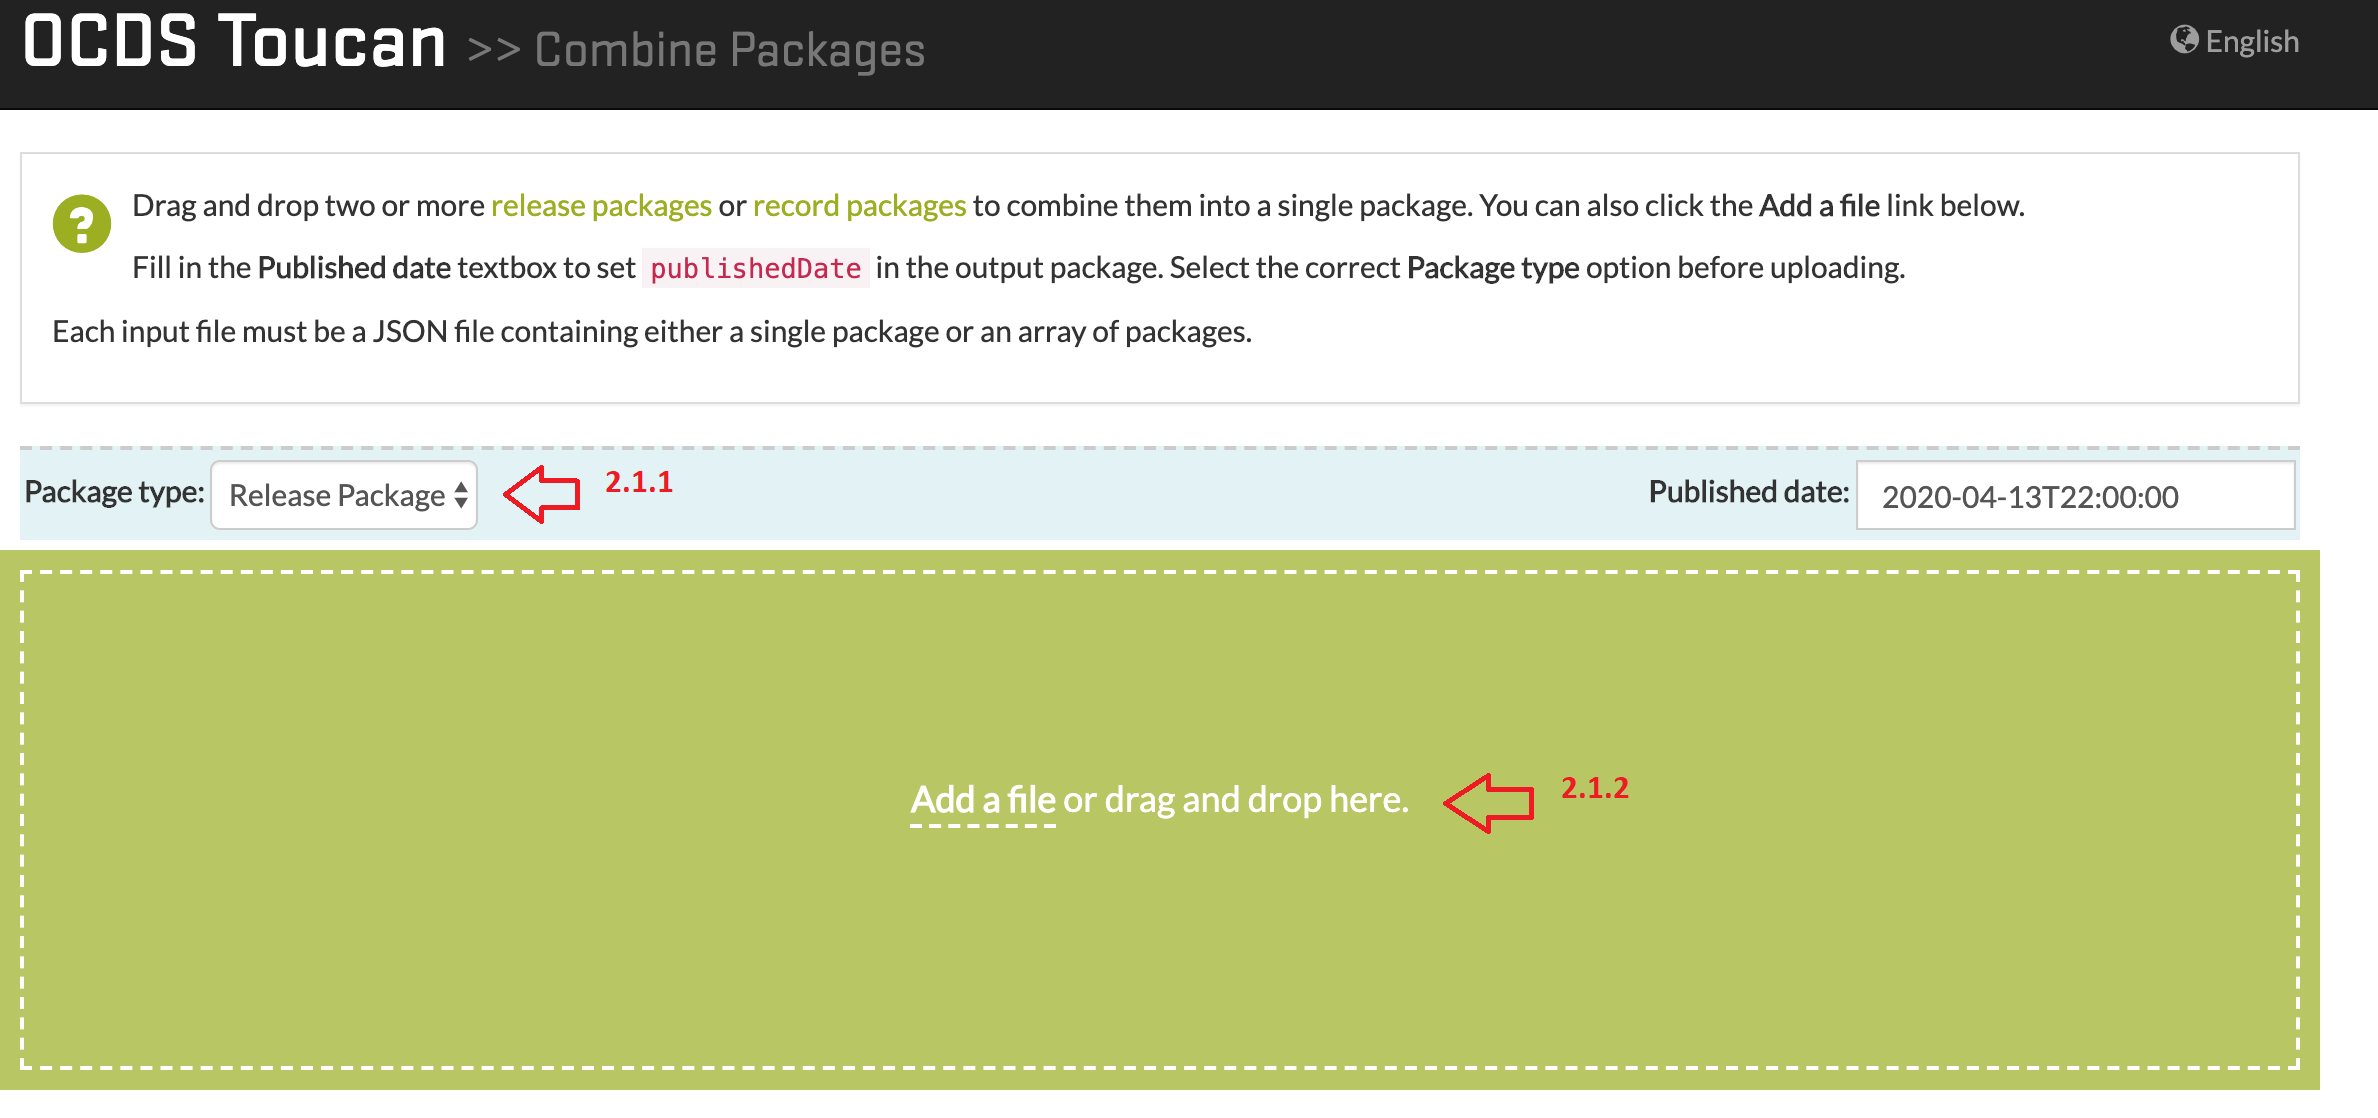 OCDS Toucan >> Combine Packages
English
Drag and drop two or more release packages or record packages to combine them into a single package. You can also click the Add a file link below.
Fill in the Published date textbox to set publishedDate in the output package. Select the correct Package type option before uploading.
Each input file must be a JSON file containing either a single package or an array of packages.
Package type: Release Package 2.1.1 Published date: 2020-04-13T22:00:00
Add a file or drag and drop here. 2.1.2